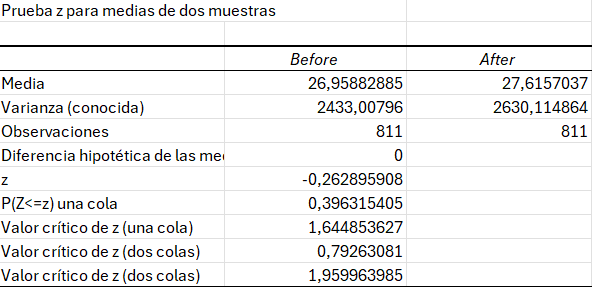 Prueba z para medias de dos muestras
Before After
Media 26,95882885 27,6157037
Varianza (conocida) 2433,00796 2630,114864
Observaciones 811 811
Diferencia hipotética de las me 0
z -0,262895908
P(Z<=z) una cola 0,396315405
Valor crítico de z (una cola) 1,644853627
Valor crítico de z (dos colas) 0,79263081
Valor crítico de z (dos colas) 1,959963985